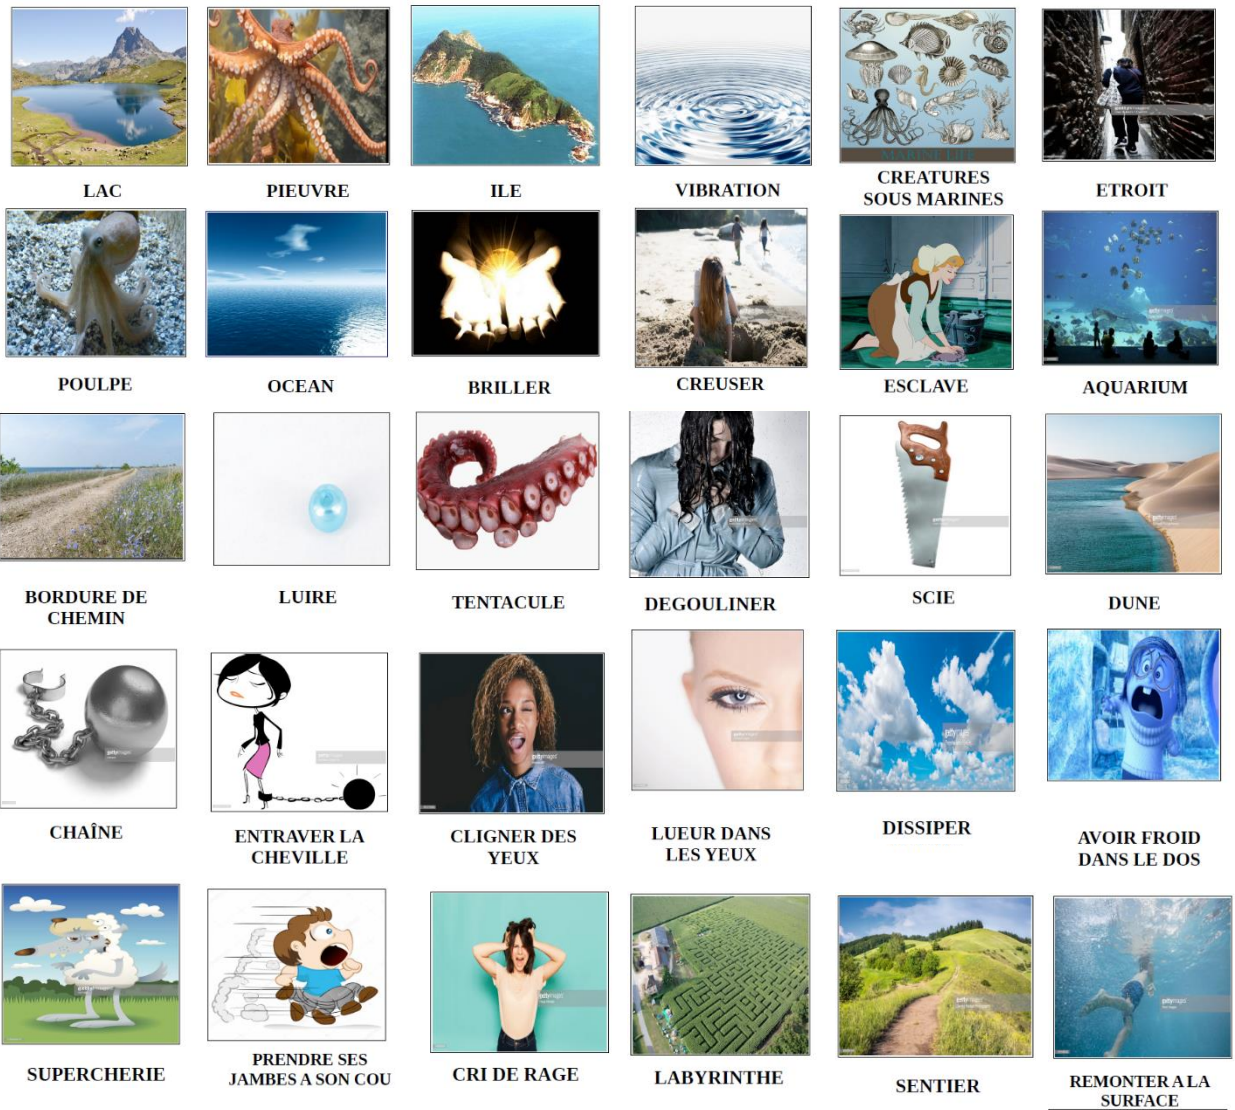 LAC
PIEUVRE
ILE
VIBRATION
MARINE LIFE
CREATURES
SOUS MARINES
ETROIT
POULPE
OCEAN
BRILLER
CREUSER
ESCLAVE
AQUARIUM
BORDURE DE
CHEMIN
LUIRE
TENTACULE
DEGOULINER
SCIE
DUNE
CHAÎNE
ENTRAVER LA
CHEVILLE
CLIGNER DES
YEUX
LUEUR DANS
LES YEUX
DISSIPER
AVOIR FROID
DANS LE DOS
SUPERCHERIE
PRENDRE SES
JAMBES A SON COU
CRI DE RAGE
LABYRINTHE
SENTIER
REMONTER A LA
SURFACE